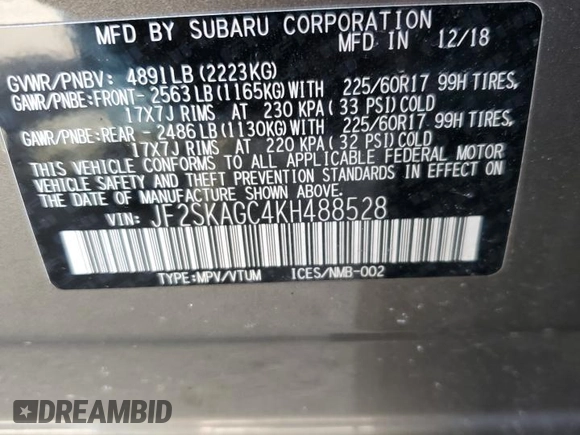 MFD BY SUBARU CORPORATION
MFD IN 12/18
GVWR/PNBV: 4891LB (2223KG)
GAWR/PNBE:FRONT- 2563LB(1165KG)WITH 225/60R17 99H TIRES,
17X7J RIMS AT 230 KPA (33 PSI) COLD
GAWR/PNBE:REAR - 2486LB(1130KG)WITH 225/60R17 99H TIRES,
17X7J RIMS AT 220 KPA( 32 PSI)COLD
THIS VEHICLE CONFORMS TO ALL APPLICABLE FEDERAL MOTOR
VEHICLE SAFETY AND THEFT PREVENTION STANDARDS IN EFFECT ON
THE DATE OF MANUFACTURE SHOWN ABOVE.
VIN: JF2SKAGC4KH488528
TYPE:MPV/VTUM ICES/NMB-002
DREAMBID